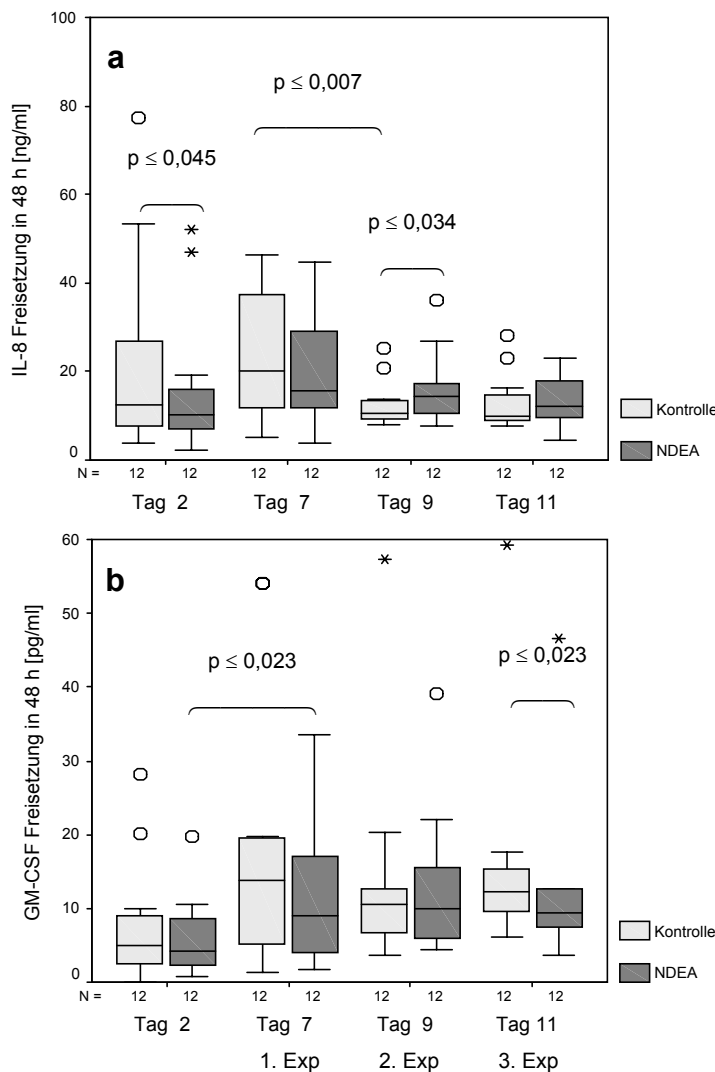 100
a
p ≤ 0,007
80
p ≤ 0,045
60
p ≤ 0,034
40
20
0
IL-8 Freisetzung in 48 h [ng/ml]
Kontrolle
NDEA
N = 12 12 12 12 12 12 12 12
Tag 2 Tag 7 Tag 9 Tag 11
60
b
50
p ≤ 0,023 p ≤ 0,023
40
30
20
10
0
GM-CSF Freisetzung in 48 h [pg/ml]
Kontrolle
NDEA
N = 12 12 12 12 12 12 12 12
Tag 2 Tag 7 Tag 9 Tag 11
1. Exp 2. Exp 3. Exp